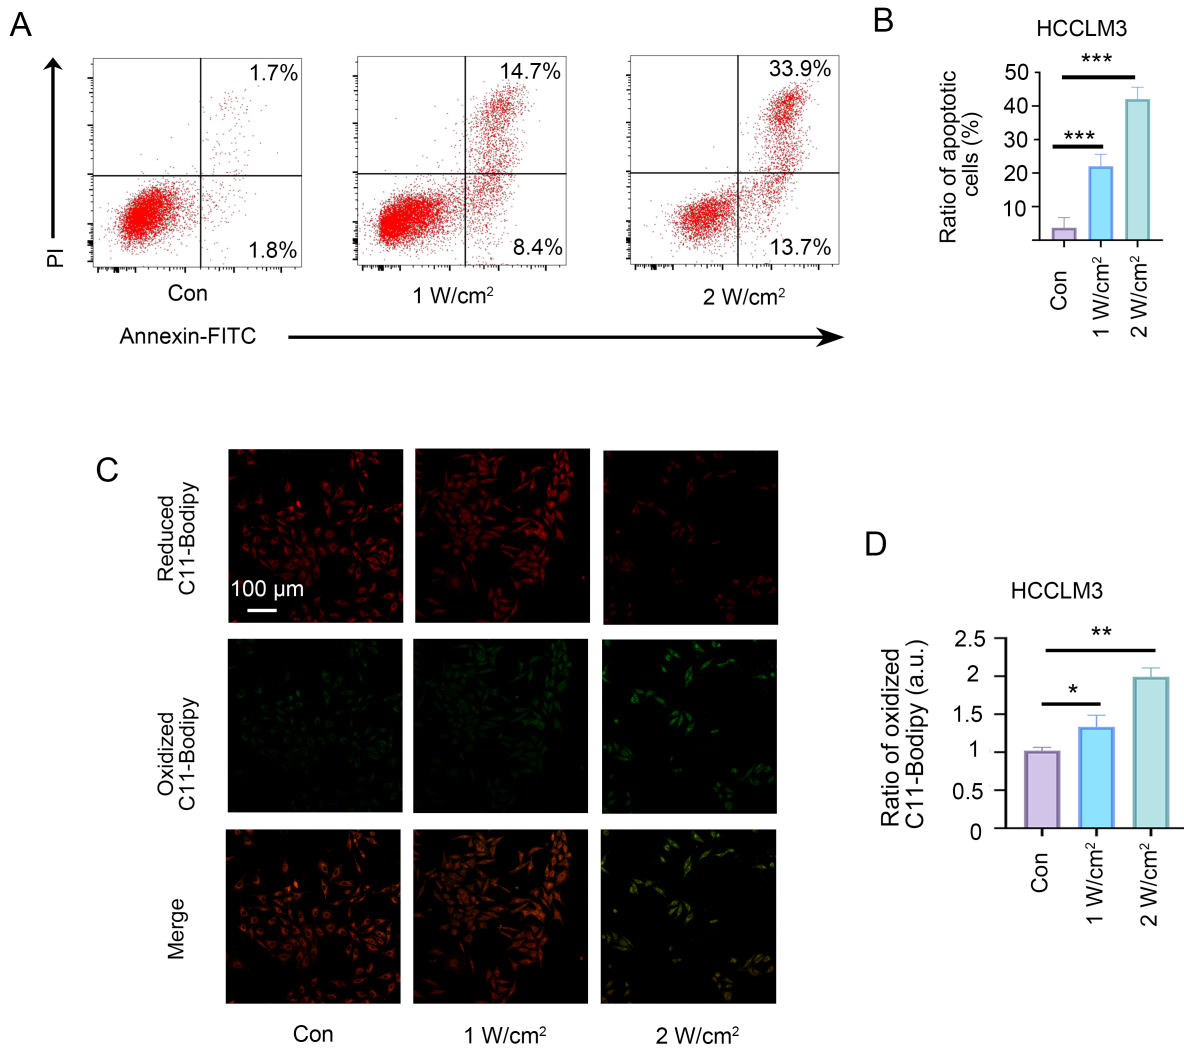 A
PI
1.7%
1.8%
Con
14.7%
8.4%
1 W/cm²
33.9%
13.7%
2 W/cm²
Annexin-FITC
B
HCCLM3
Ratio of apoptotic
cells (%)
50
40
30
20
10
***
***
Con
1 W/cm²
2 W/cm²
C
Reduced
C11-Bodipy
100 µm
Oxidized
C11-Bodipy
Merge
Con
1 W/cm²
2 W/cm²
D
HCCLM3
Ratio of oxidized
C11-Bodipy (a.u.)
2.5
2
1.5
1
0.5
0
**
*
Con
1 W/cm²
2 W/cm²